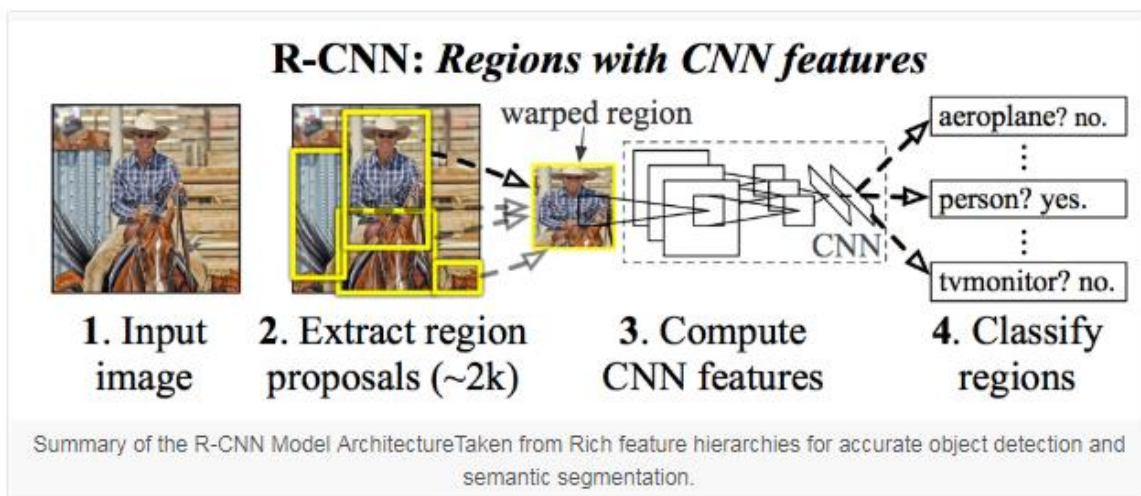 R-CNN: Regions with CNN features
warped region
aeroplane? no.
person? yes.
tvmonitor? no.
CNN
1. Input
image
2. Extract region
proposals (~2k)
3. Compute
CNN features
4. Classify
regions
Summary of the R-CNN Model ArchitectureTaken from Rich feature hierarchies for accurate object detection and
semantic segmentation.